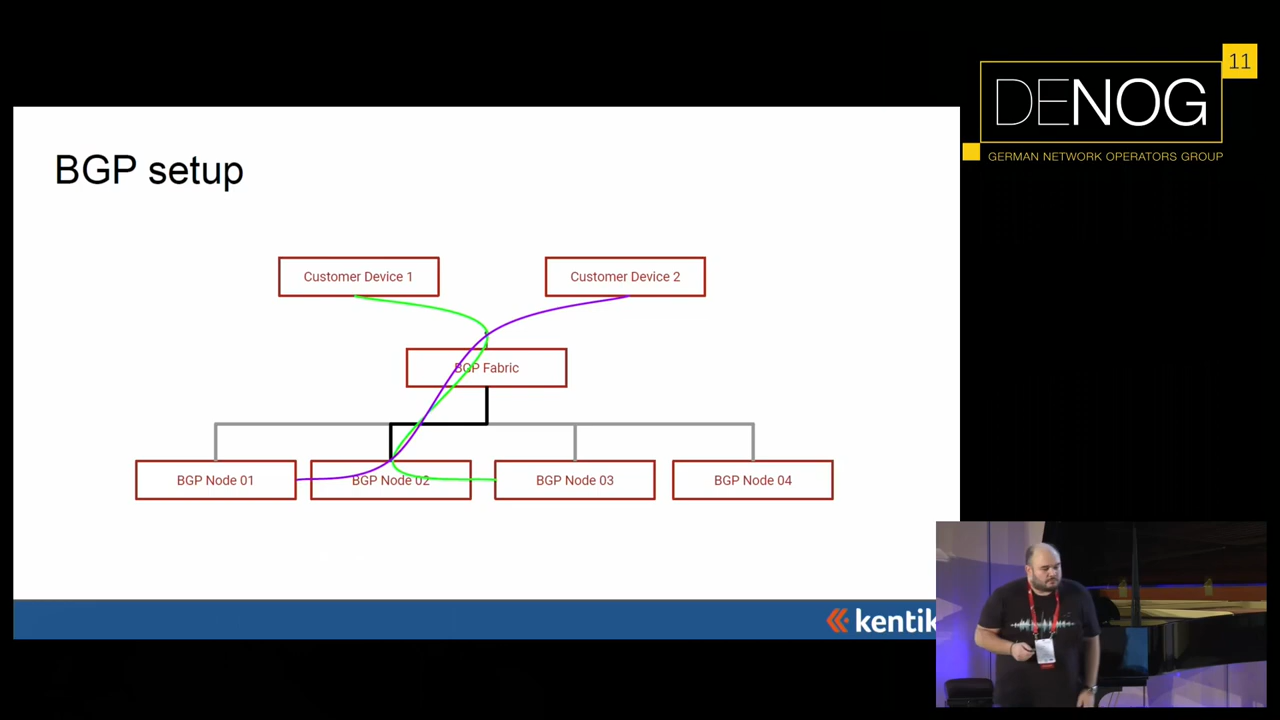 11
DENOG
GERMAN NETWORK OPERATORS GROUP
BGP setup
Customer Device 1
Customer Device 2
BGP Fabric
BGP Node 01
BGP Node 02
BGP Node 03
BGP Node 04
kentik